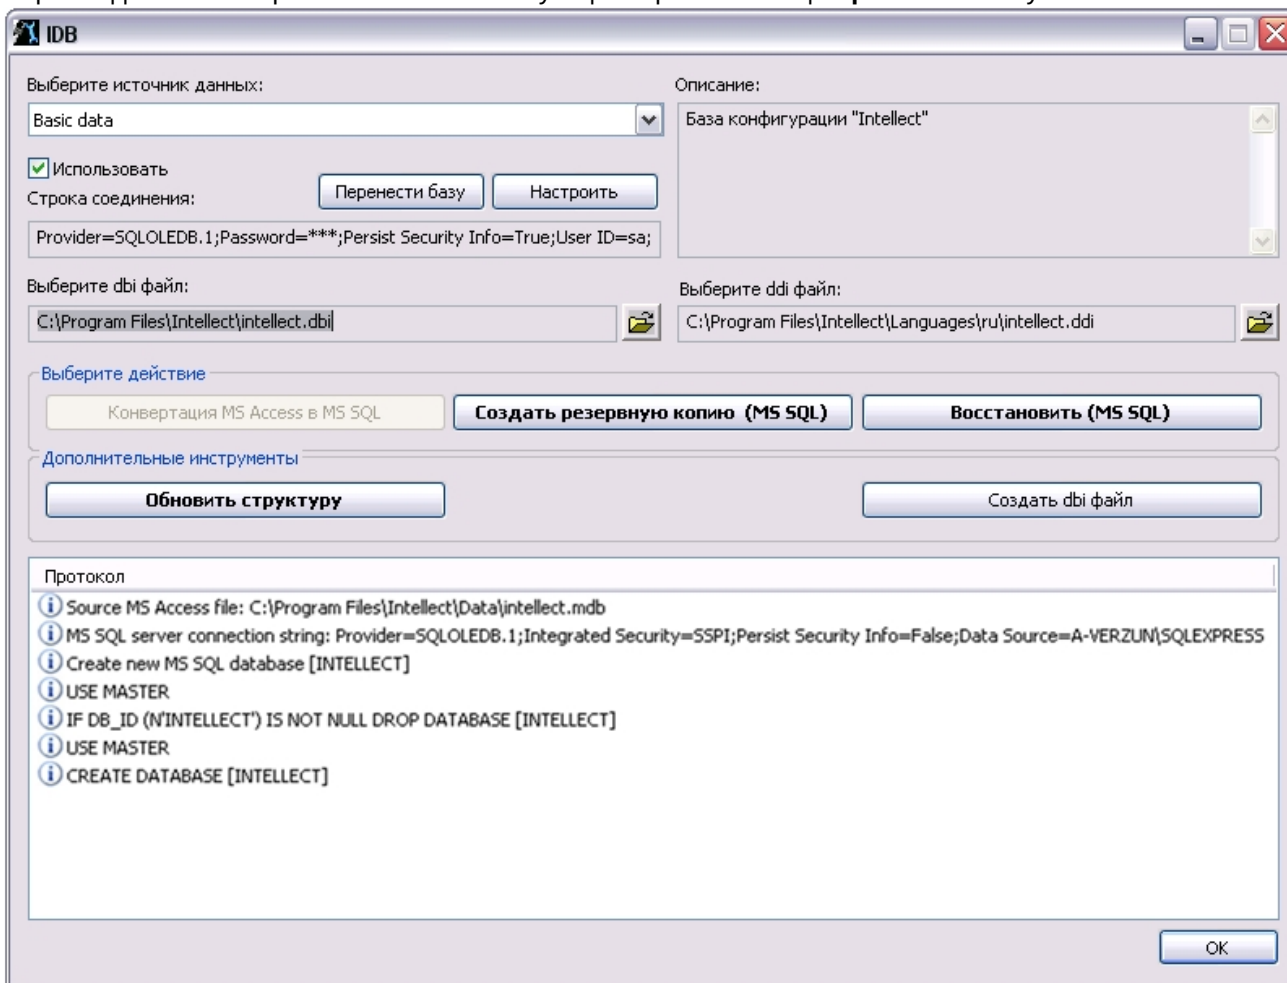 IDB
Выберите источник данных:
Описание:
Basic data
База конфигурации "Intellect"
Использовать
Строка соединения:
Перенести базу
Настроить
Provider=SQLOLEDB.1;Password=***;Persist Security Info=True;User ID=sa;
Выберите dbi файл:
Выберите ddi файл:
C:\Program Files\Intellect\intellect.dbi
C:\Program Files\Intellect\Languages\ru\intellect.ddi
Выберите действие
Конвертация MS Access в MS SQL
Создать резервную копию (MS SQL)
Восстановить (MS SQL)
Дополнительные инструменты
Обновить структуру
Создать dbi файл
Протокол
Source MS Access file: C:\Program Files\Intellect\Data\intellect.mdb
MS SQL server connection string: Provider=SQLOLEDB.1;Integrated Security=SSPI;Persist Security Info=False;Data Source=A-VERZUN\SQLEXPRESS
Create new MS SQL database [INTELLECT]
USE MASTER
IF DB_ID (N'INTELLECT') IS NOT NULL DROP DATABASE [INTELLECT]
USE MASTER
CREATE DATABASE [INTELLECT]
OK